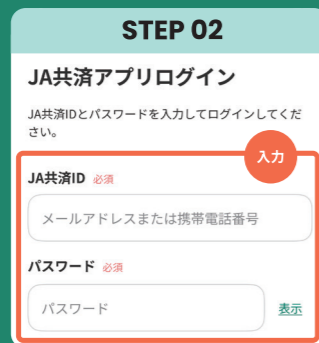 STEP 02
JA共済アプリログイン
JA共済IDとパスワードを入力してログインしてくだ
さい。
入力
JA共済ID 必須
メールアドレスまたは携帯電話番号
パスワード 必須
パスワード 表示